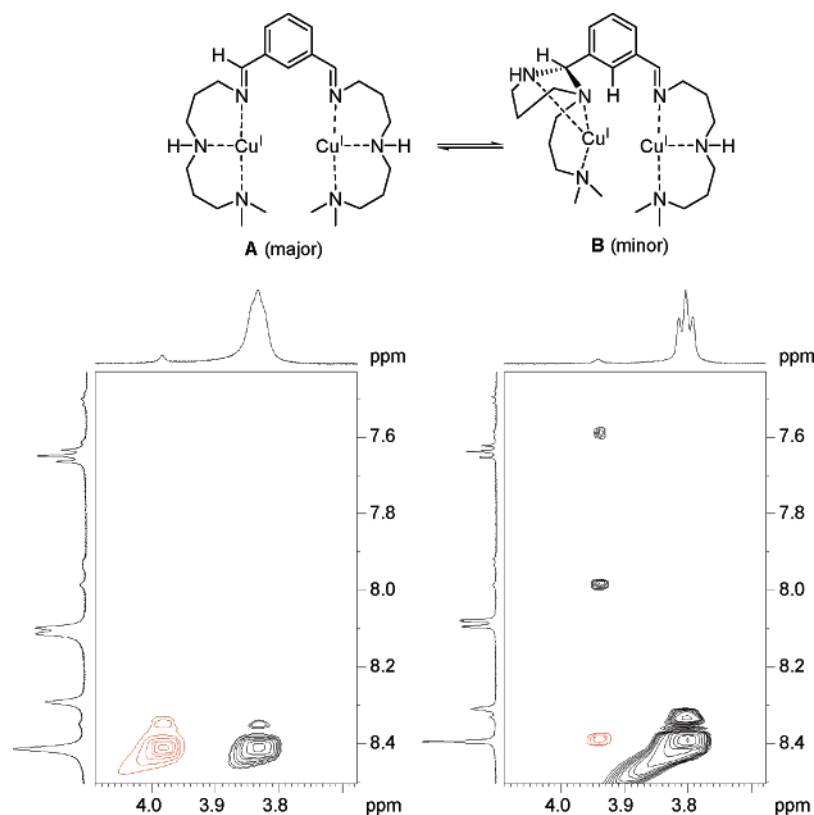 H
N N
H-N Cu^I Cu^I N-H
N N
A (major)
H
HN
N H N
Cu^I Cu^I N-H
N N
B (minor)
ppm
7.6
7.8
8.0
8.2
8.4
4.0 3.9 3.8 ppm
ppm
7.6
7.8
8.0
8.2
8.4
4.0 3.9 3.8 ppm